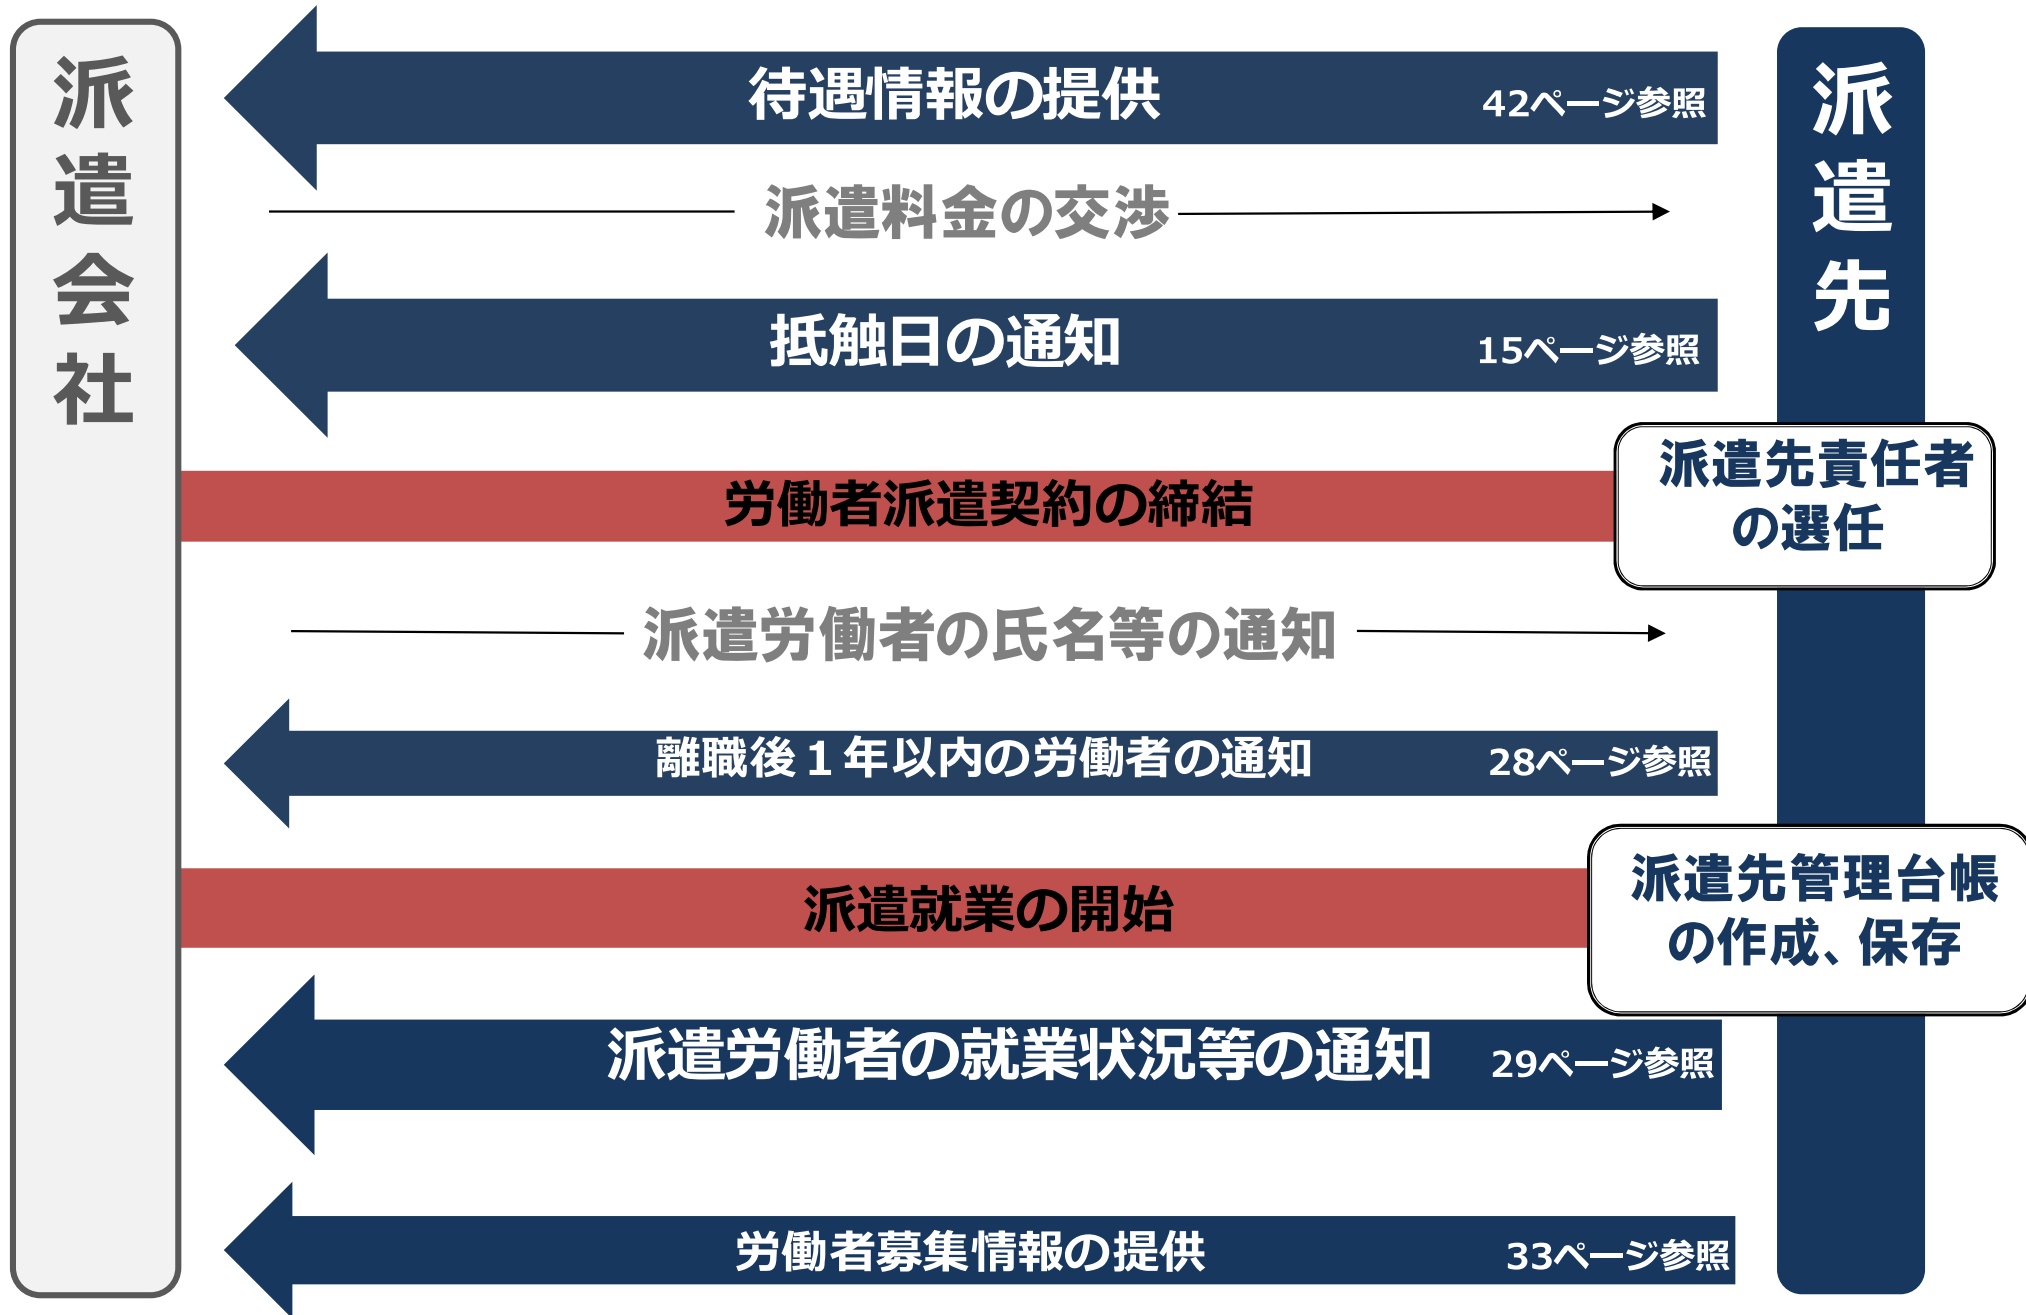 派遣会社
派遣先
待遇情報の提供 42ページ参照
派遣料金の交渉
抵触日の通知 15ページ参照
労働者派遣契約の締結
派遣先責任者
の選任
派遣労働者の氏名等の通知
離職後1年以内の労働者の通知 28ページ参照
派遣就業の開始
派遣先管理台帳
の作成、保存
派遣労働者の就業状況等の通知 29ページ参照
労働者募集情報の提供 33ページ参照